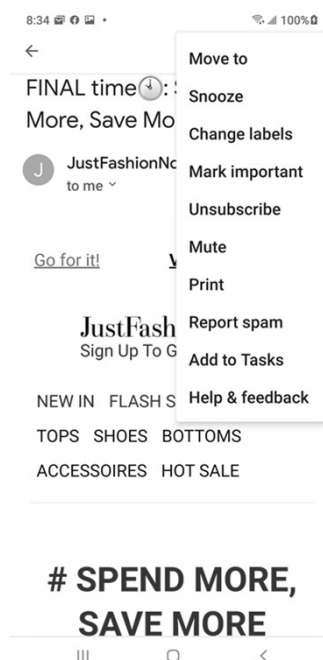 8:34
100%
FINAL time🕙:
More, Save Mo
J
JustFashionNo
to me
Go for it!
JustFash
Sign Up To G
NEW IN FLASH S
TOPS SHOES BOTTOMS
ACCESSOIRES HOT SALE
# SPEND MORE,
SAVE MORE
Move to
Snooze
Change labels
Mark important
Unsubscribe
Mute
Print
Report spam
Add to Tasks
Help & feedback